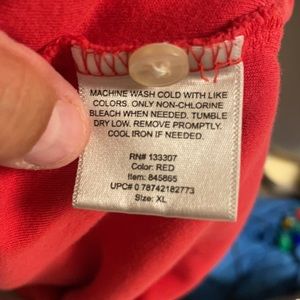 MACHINE WASH COLD WITH LIKE
COLORS. ONLY NON-CHLORINE
BLEACH WHEN NEEDED. TUMBLE
DRY LOW. REMOVE PROMPTLY.
COOL IRON IF NEEDED.
RN# 133307
Color: RED
Item: 845865
UPC# 0 78742182773
Size: XL